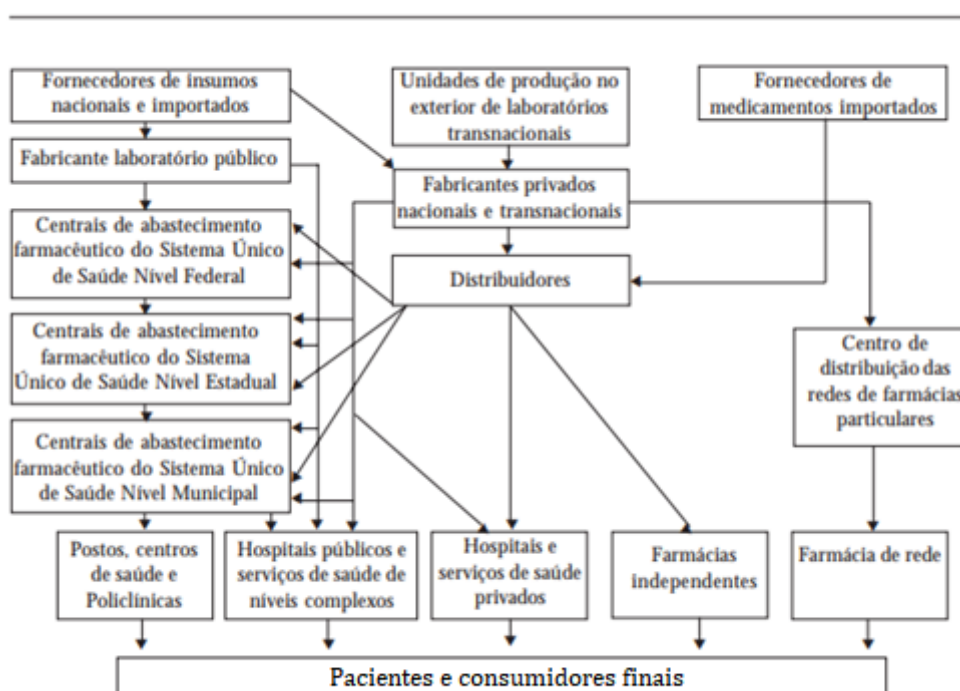 Fornecedores de insumos
nacionais e importados
Unidades de produção no
exterior de laboratórios
transnacionais
Fornecedores de
medicamentos importados
Fabricante laboratório público
Fabricantes privados
nacionais e transnacionais
Centrais de abastecimento
farmacêutico do Sistema Único
de Saúde Nível Federal
Distribuidores
Centrais de abastecimento
farmacêutico do Sistema
Único de Saúde Nível Estadual
Centro de
distribuição das
redes de farmácias
particulares
Centrais de abastecimento
farmacêutico do Sistema Único
de Saúde Nível Municipal
Postos, centros
de saúde e
Policlínicas
Hospitais públicos e
serviços de saúde de
níveis complexos
Hospitais e
serviços de saúde
privados
Farmácias
independentes
Farmácia de rede
Pacientes e consumidores finais